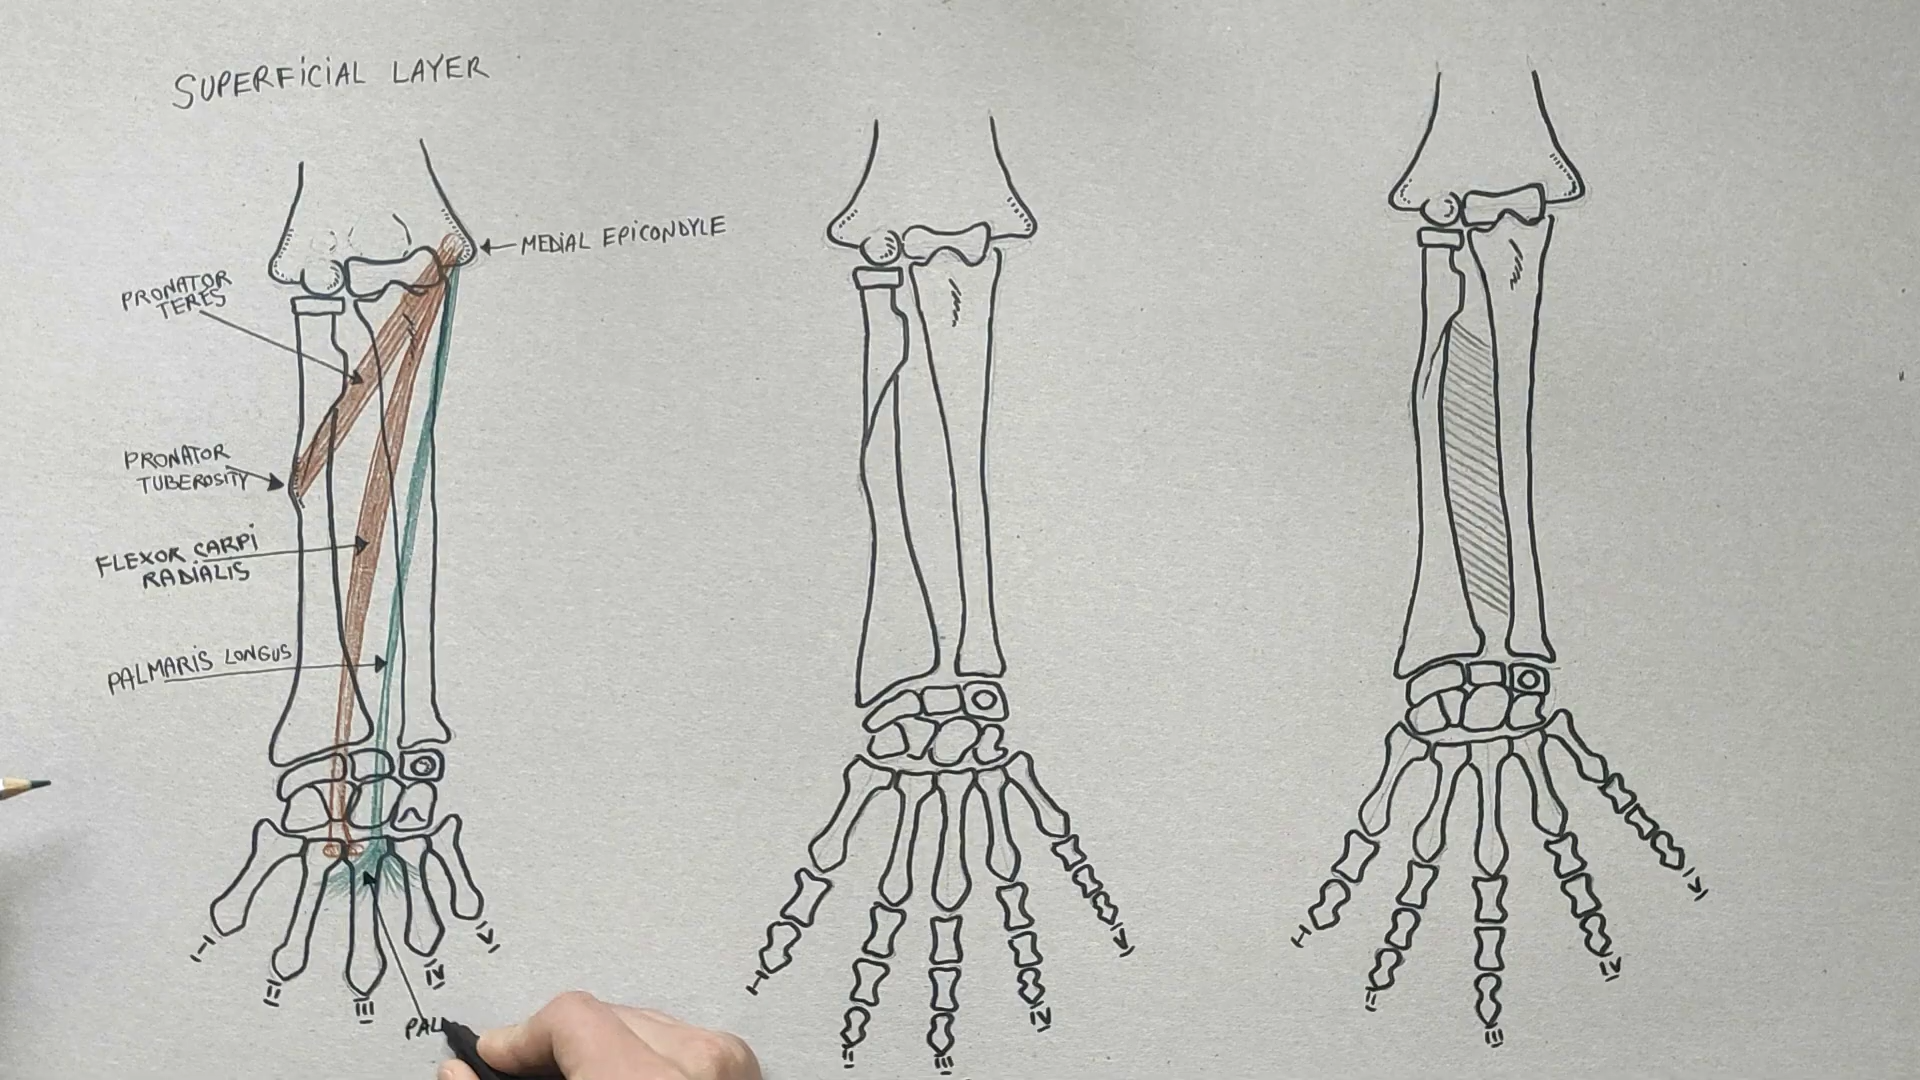 SUPERFICIAL LAYER
MEDIAL EPICONDYLE
PRONATOR
TERES
PRONATOR
TUBEROSITY
FLEXOR CARPI
RADIALIS
PALMARIS LONGUS
I
II
III
IV
V
PAL
I
II
III
IV
V
I
II
III
IV
V